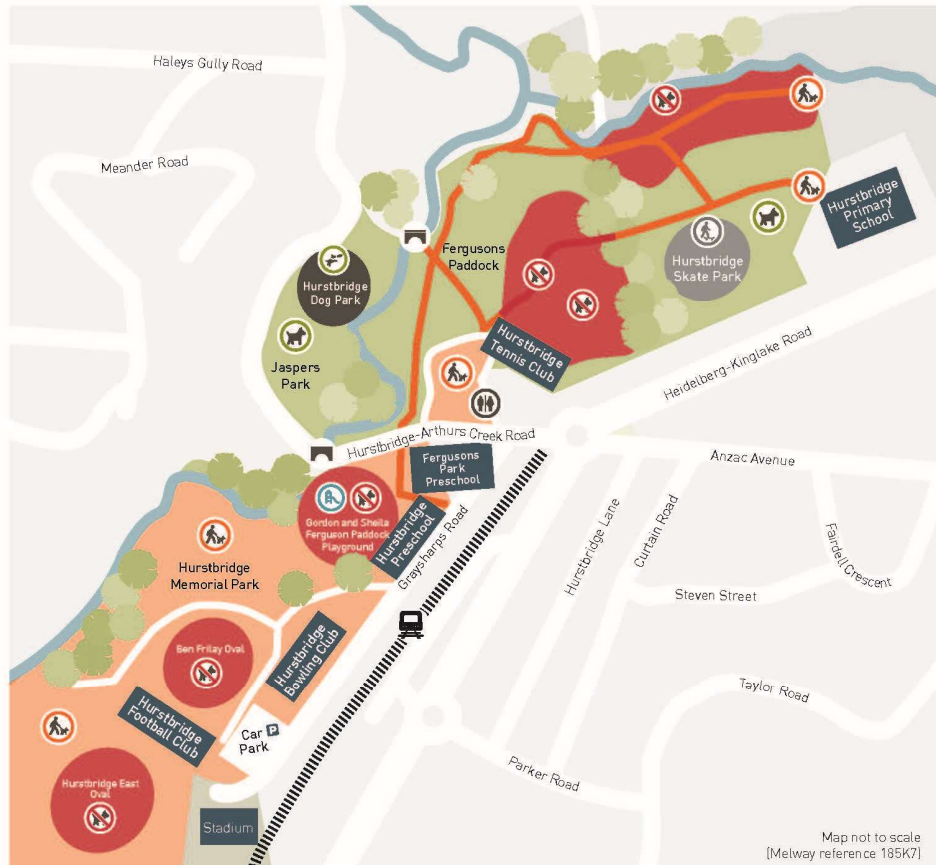 Haleys Gully Road
Meander Road
Hurstbridge
Primary
School
Fergusons
Paddock
Hurstbridge
Skate Park
Hurstbridge
Dog Park
Hurstbridge
Tennis Club
Jaspers
Park
Heidelberg-Kinglake Road
Hurstbridge-Arthurs Creek Road
Fergusons
Park
Preschool
Anzac Avenue
Gordon and Sheila
Ferguson Paddock
Playground
Hurstbridge
Preschool
Graysharps Road
Hurstbridge Lane
Curtain Road
Fairdell Crescent
Hurstbridge
Memorial Park
Steven Street
Ben Frilay Oval
Hurstbridge
Bowling Club
Hurstbridge
Football Club
Car P
Park
Taylor Road
Parker Road
Hurstbridge East
Oval
Stadium
Map not to scale
[Melway reference 185K7]